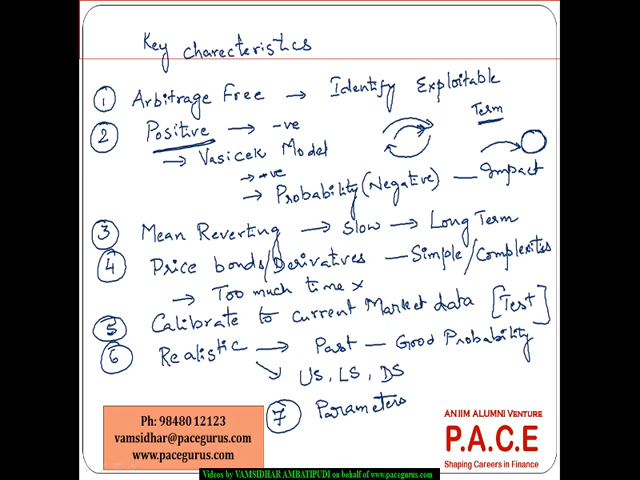 Key charecteristics
① Arbitrage Free → Identify Exploitable
Term
② Positive → -ve
→ Vasicek Model
→ -ve
→ Probability (Negative) — Impact
③ Mean Reverting → Slow → Long Term
④ Price bonds/Derivatives — Simple/Complexities
→ Too much time ×
⑤ Calibrate to current Market data [Test]
⑥ Realistic → Past — Good Probability
↘ US, LS, DS
⑦ Parameters
Ph: 98480 12123
vamsidhar@pacegurus.com
www.pacegurus.com
AN IIM ALUMNI VENTURE
P.A.C.E
Shaping Careers in Finance
Videos by VAMSIDHAR AMBATIPUDI on behalf of www.pacegurus.com